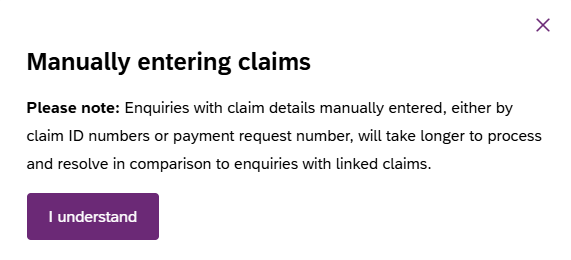 Manually entering claims
Please note: Enquiries with claim details manually entered, either by
claim ID numbers or payment request number, will take longer to process
and resolve in comparison to enquiries with linked claims.
I understand